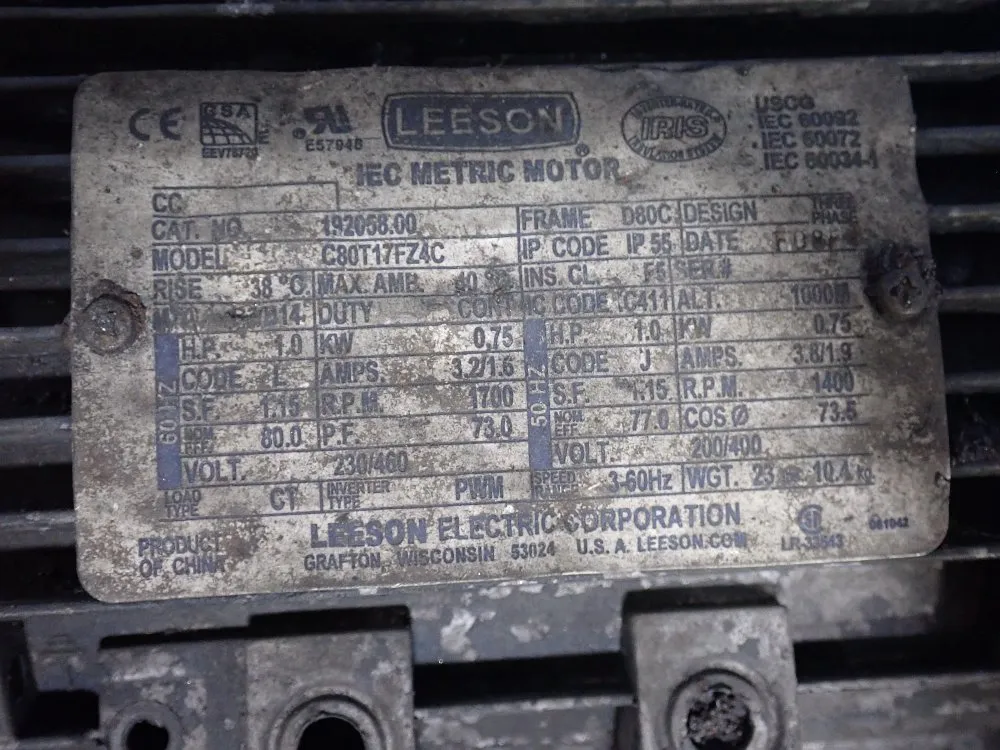 CE CSA LEESON ® IRIS USCG
E57948 IEC 60092
IEC 60072
IEC METRIC MOTOR IEC 60034-1
CC
CAT. NO. 192058.00 FRAME D80C DESIGN THREE PHASE
MODEL C80T17FZ4C IP CODE IP 55 DATE
RISE 38 °C MAX. AMB. 40 INS. CL. SER.#
B14 DUTY CONT IC CODE IC411 ALT. 1000M
60 HZ 50 HZ
H.P. 1.0 KW 0.75 H.P. 1.0 KW 0.75
CODE L AMPS. 3.2/1.6 CODE J AMPS. 3.8/1.9
S.F. 1.15 R.P.M. 1700 S.F. 1.15 R.P.M. 1400
NOM EFF 80.0 P.F. 73.0 NOM EFF 77.0 COS Ø 73.5
VOLT. 230/460 VOLT. 200/400
LOAD TYPE CT INVERTER TYPE PWM SPEED RANGE 3-60Hz WGT. 23 10.4 kg
PRODUCT OF CHINA
LEESON ELECTRIC CORPORATION
GRAFTON, WISCONSIN 53024 U.S.A. LEESON.COM